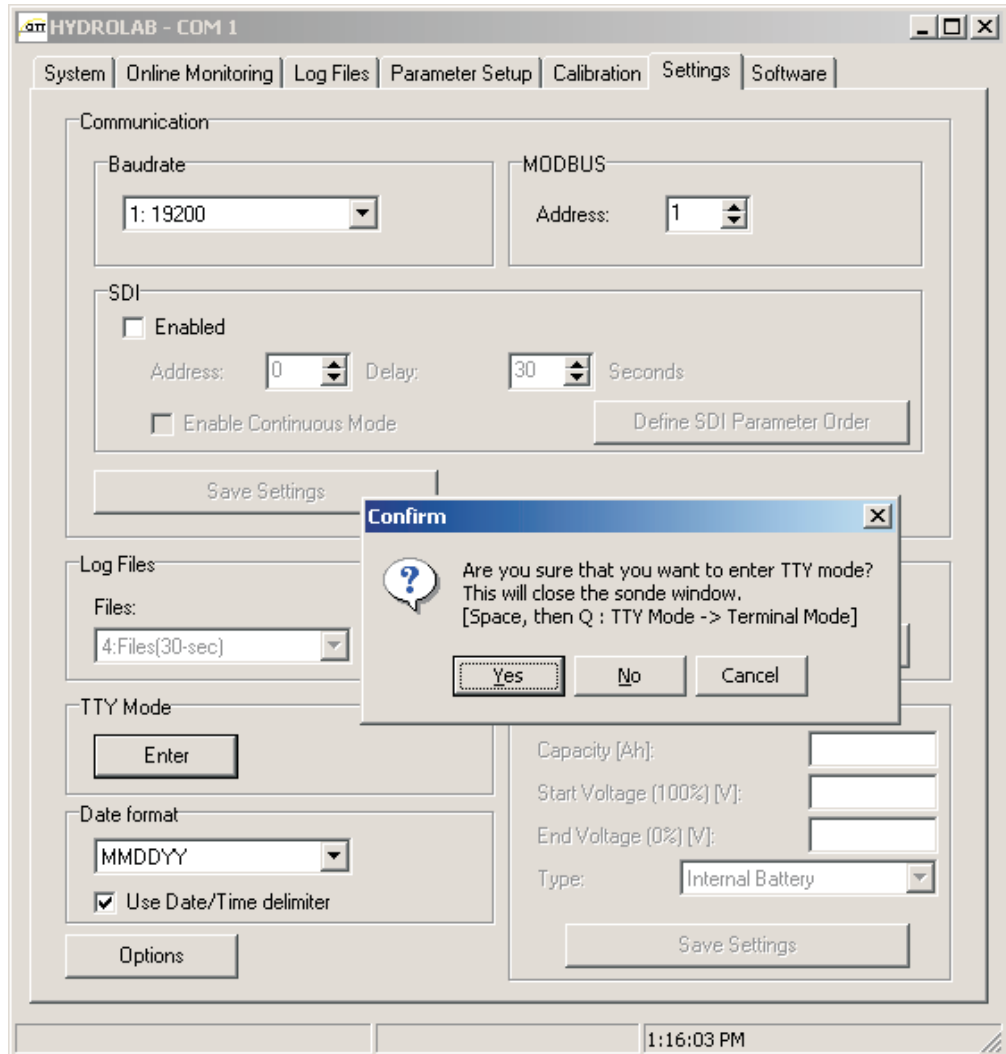 OTT HYDROLAB - COM 1
System Online Monitoring Log Files Parameter Setup Calibration Settings Software
Communication
Baudrate
1: 19200
MODBUS
Address: 1
SDI
Enabled
Address: 0 Delay: 30 Seconds
Enable Continuous Mode
Define SDI Parameter Order
Save Settings
Confirm
Are you sure that you want to enter TTY mode?
This will close the sonde window.
[Space, then Q : TTY Mode -> Terminal Mode]
Yes No Cancel
Log Files
Files:
4:Files(30-sec)
TTY Mode
Enter
Date format
MMDDYY
Use Date/Time delimiter
Options
Capacity [Ah]:
Start Voltage (100%) [V]:
End Voltage (0%) [V]:
Type: Internal Battery
Save Settings
1:16:03 PM